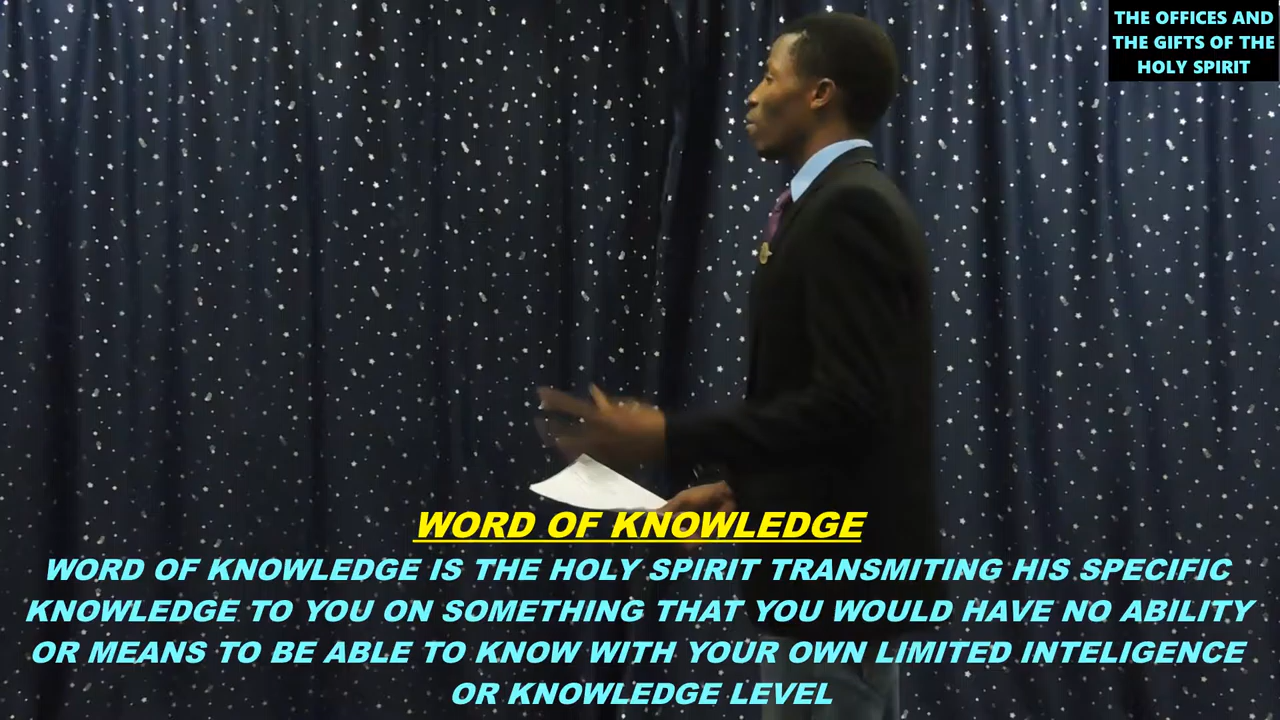 THE OFFICES AND
THE GIFTS OF THE
HOLY SPIRIT
WORD OF KNOWLEDGE
WORD OF KNOWLEDGE IS THE HOLY SPIRIT TRANSMITING HIS SPECIFIC
KNOWLEDGE TO YOU ON SOMETHING THAT YOU WOULD HAVE NO ABILITY
OR MEANS TO BE ABLE TO KNOW WITH YOUR OWN LIMITED INTELIGENCE
OR KNOWLEDGE LEVEL